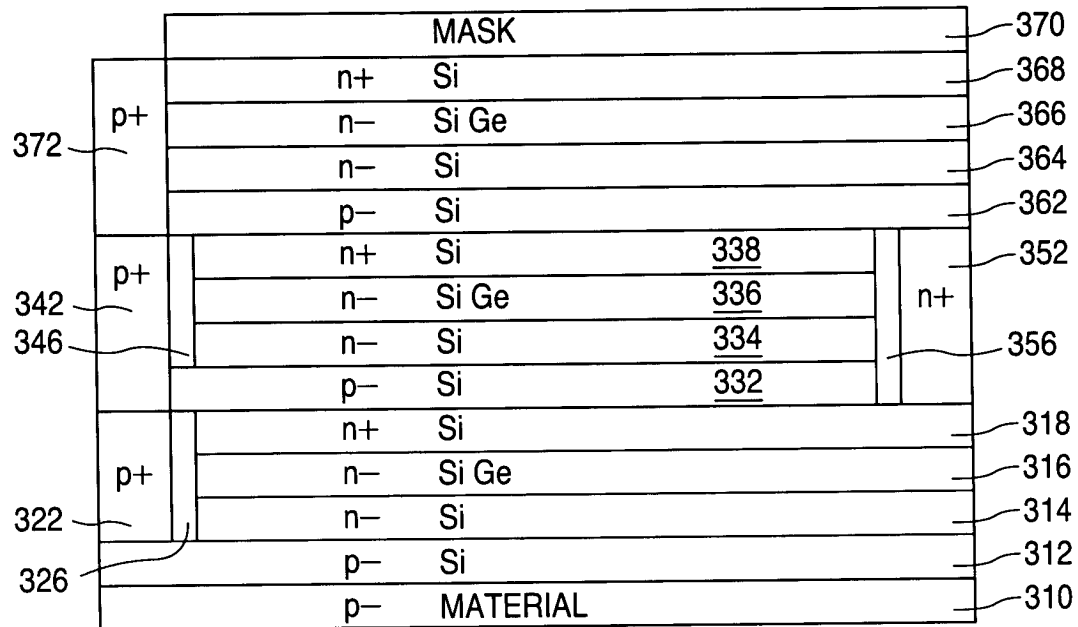 MASK 370
n+ Si 368
p+ n− Si Ge 366
372 n− Si 364
p− Si 362
p+ n+ Si 338 352
342 n− Si Ge 336 n+
346 n− Si 334 356
p− Si 332
n+ Si 318
p+ n− Si Ge 316
322 n− Si 314
326 p− Si 312
p− MATERIAL 310